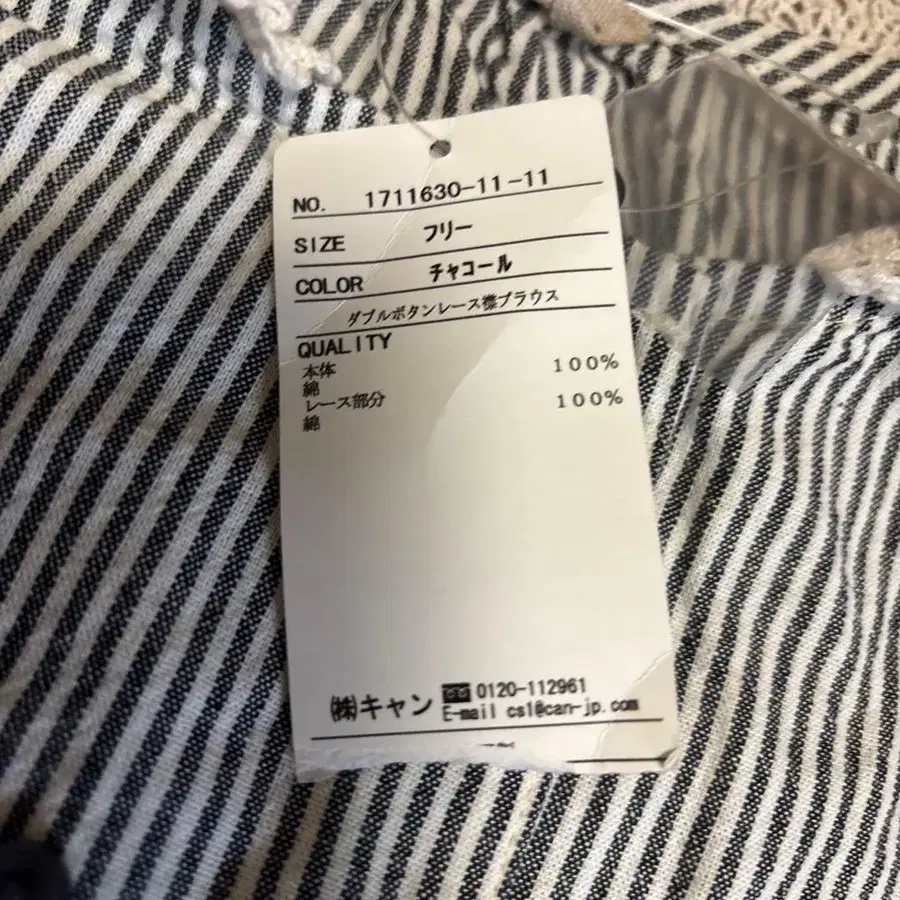 NO. 1711630-11-11
SIZE フリー
COLOR チャコール
ダブルボタンレース襟ブラウス
QUALITY
本体 100%
綿
レース部分 100%
綿
㈱キャン 0120-112961
E-mail csl@can-jp.com